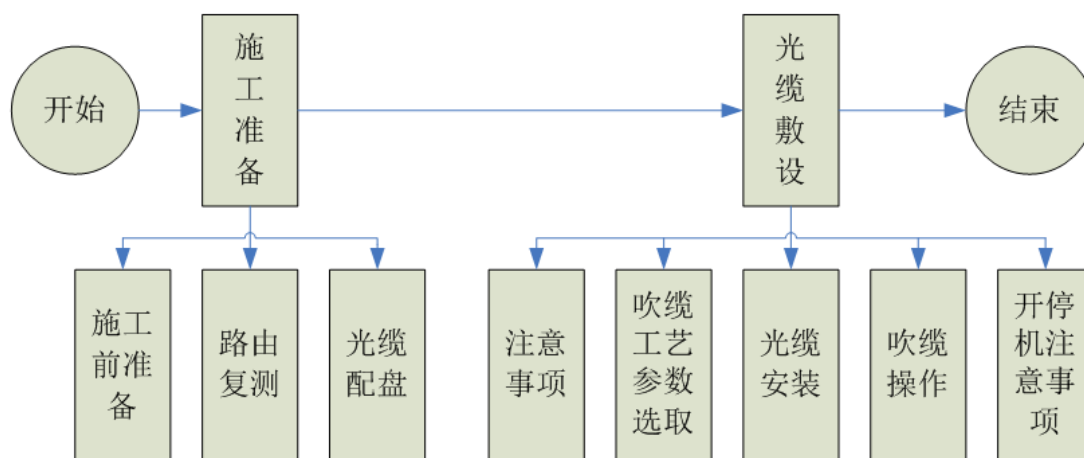 开始
施
工
准
备
光
缆
敷
设
结束
施工
前准
备
路由
复测
光缆
配盘
注意
事项
吹缆
工艺
参数
选取
光缆
安装
吹缆
操作
开停
机注
意事
项